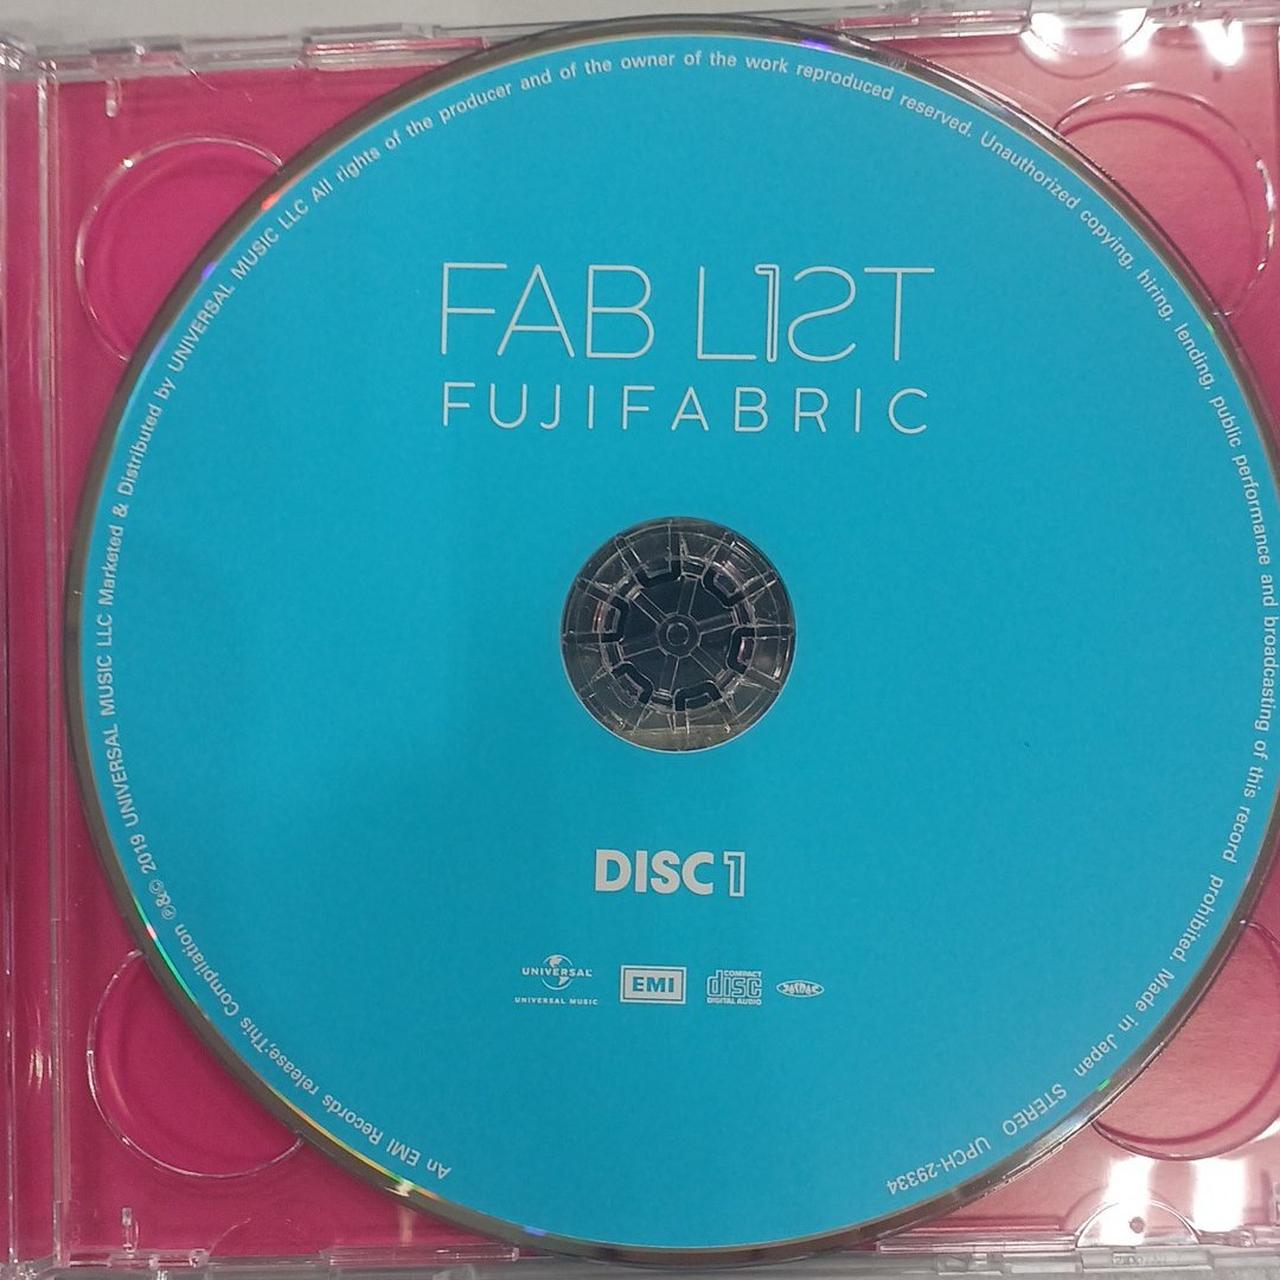 FAB L1ST
FUJIFABRIC
DISC 1
UNIVERSAL
UNIVERSAL MUSIC
EMI
COMPACT
disc
DIGITAL AUDIO
An EMI Records release;This Compilation ℗&© 2019 UNIVERSAL MUSIC LLC Marketed & Distributed by UNIVERSAL MUSIC LLC All rights of the producer and of the owner of the work reproduced reserved. Unauthorized copying, hiring, lending, public performance and broadcasting of this record prohibited. Made in Japan STEREO UPCH-29334